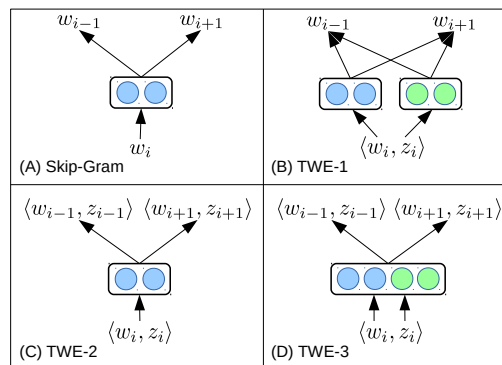 w_{i-1} w_{i+1}
w_i
(A) Skip-Gram
w_{i-1} w_{i+1}
⟨w_i, z_i⟩
(B) TWE-1
⟨w_{i-1}, z_{i-1}⟩ ⟨w_{i+1}, z_{i+1}⟩
⟨w_i, z_i⟩
(C) TWE-2
⟨w_{i-1}, z_{i-1}⟩ ⟨w_{i+1}, z_{i+1}⟩
⟨w_i, z_i⟩
(D) TWE-3